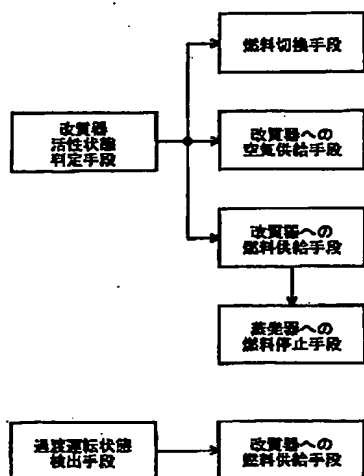 燃料切換手段
改質器
活性状態
判定手段
改質器への
空気供給手段
改質器への
燃料供給手段
蒸発器への
燃料停止手段
過渡運転状態
検出手段
改質器への
燃料供給手段